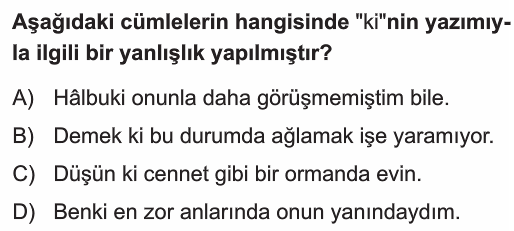 Aşağıdaki cümlelerin hangisinde "ki"nin yazımıy-
la ilgili bir yanlışlık yapılmıştır?
A) Hâlbuki onunla daha görüşmemiştim bile.
B) Demek ki bu durumda ağlamak işe yaramıyor.
C) Düşün ki cennet gibi bir ormanda evin.
D) Benki en zor anlarında onun yanındaydım.